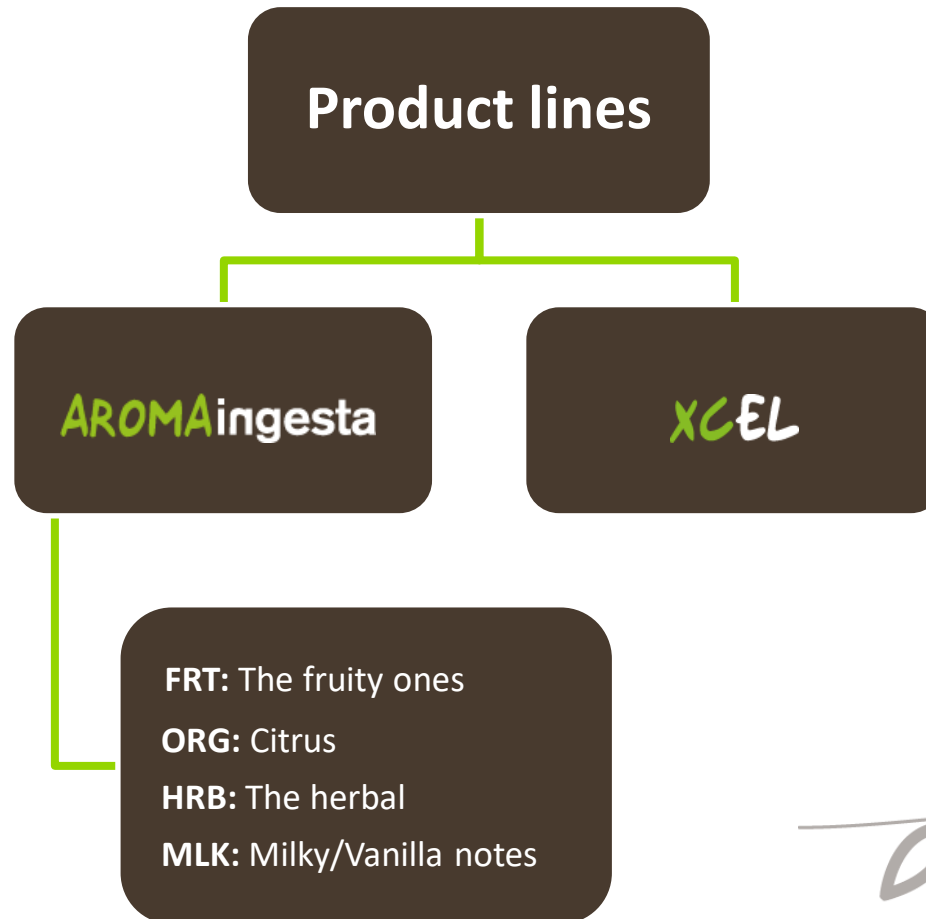 Product lines
AROMAingesta
XCEL
FRT: The fruity ones
ORG: Citrus
HRB: The herbal
MLK: Milky/Vanilla notes